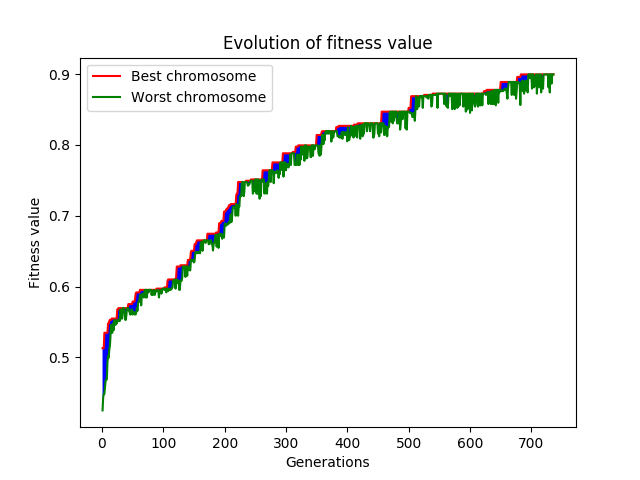 Evolution of fitness value
Best chromosome
Worst chromosome
0.9
0.8
0.7
0.6
0.5
Fitness value
0
100
200
300
400
500
600
700
Generations